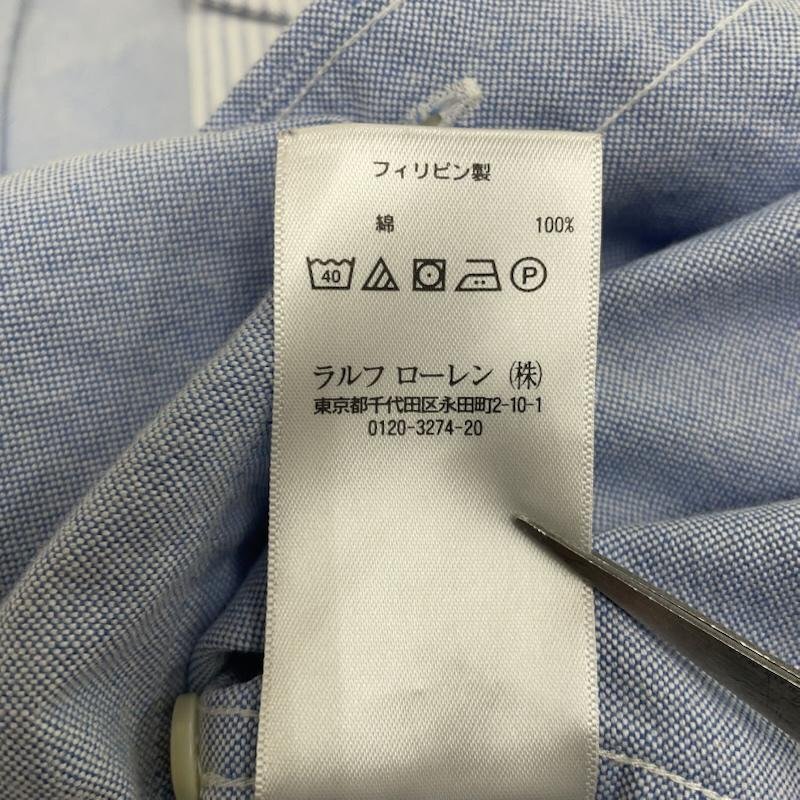 フィリピン製
綿 100%
40 P
ラルフ ローレン (株)
東京都千代田区永田町2-10-1
0120-3274-20